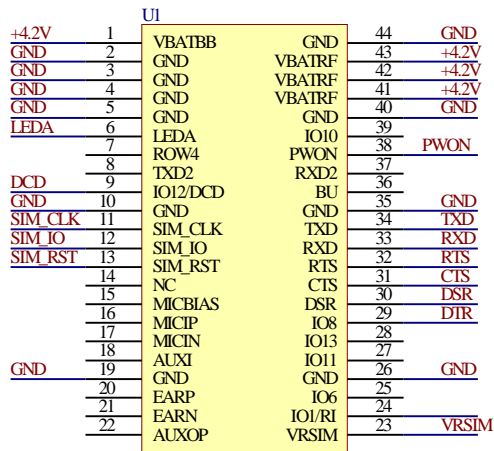 U1
+4.2V 1 VBATBB GND 44 GND
GND 2 GND VBATRF 43 +4.2V
GND 3 GND VBATRF 42 +4.2V
GND 4 GND VBATRF 41 +4.2V
GND 5 GND GND 40 GND
LEDA 6 LEDA IO10 39
7 ROW4 PWON 38 PWON
8 TXD2 RXD2 37
DCD 9 IO12/DCD BU 36
GND 10 GND GND 35 GND
SIM_CLK 11 SIM_CLK TXD 34 TXD
SIM_IO 12 SIM_IO RXD 33 RXD
SIM_RST 13 SIM_RST RTS 32 RTS
14 NC CTS 31 CTS
15 MICBIAS DSR 30 DSR
16 MICIP IO8 29 DTR
17 MICIN IO13 28
18 AUXI IO11 27
GND 19 GND GND 26 GND
20 EARP IO6 25
21 EARN IO1/RI 24
22 AUXOP VRSIM 23 VRSIM